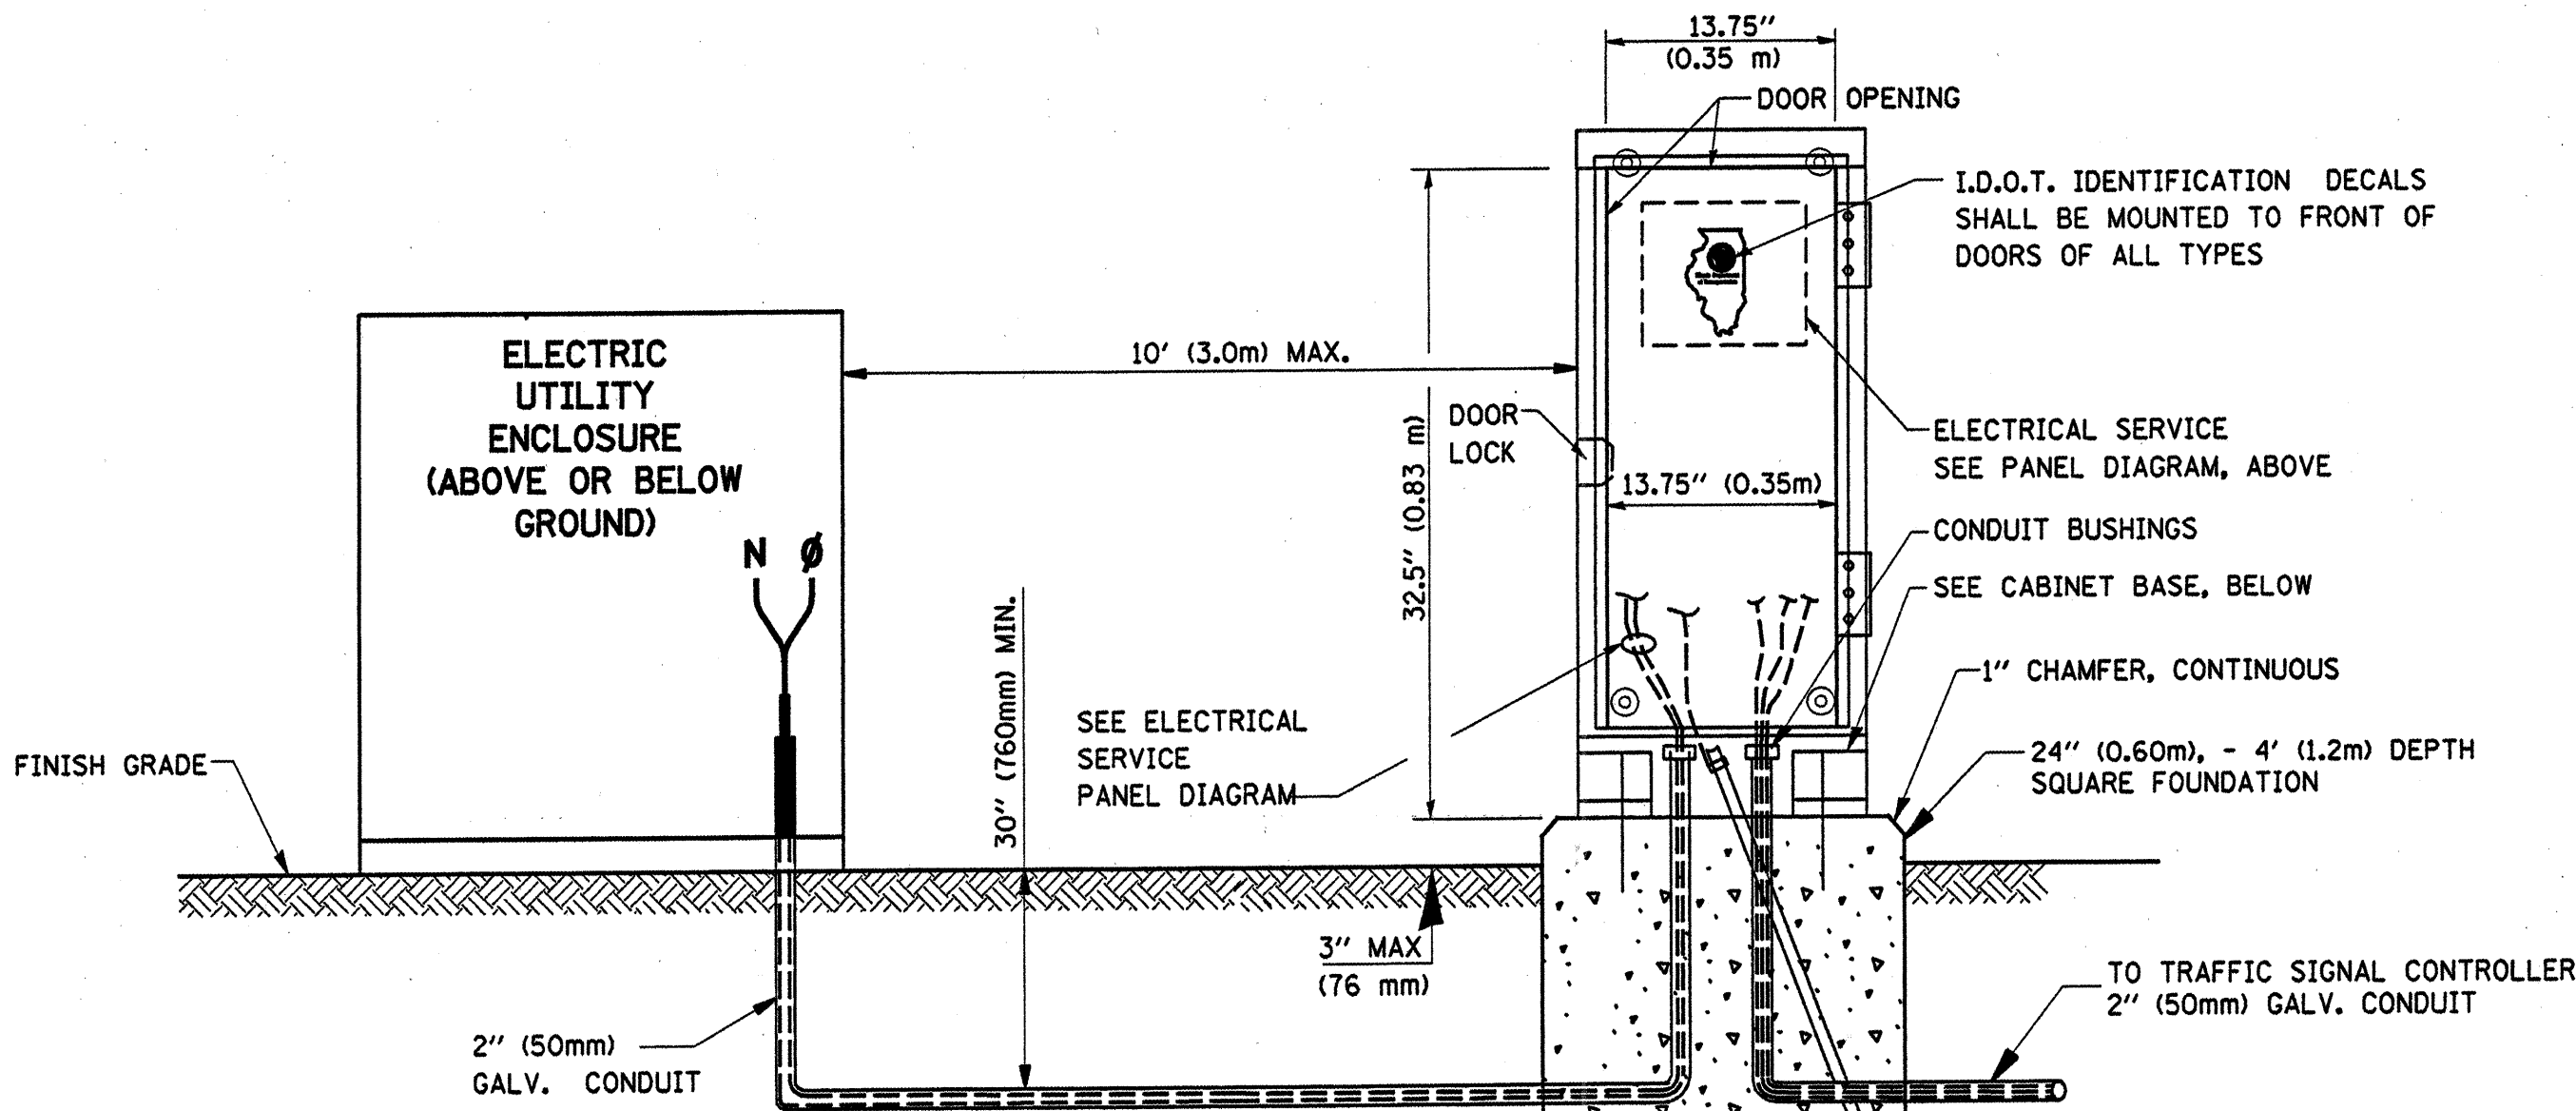 13.75"
(0.35 m)
DOOR OPENING
I.D.O.T. IDENTIFICATION DECALS
SHALL BE MOUNTED TO FRONT OF
DOORS OF ALL TYPES
ELECTRIC
UTILITY
ENCLOSURE
(ABOVE OR BELOW
GROUND)
N Ø
10' (3.0m) MAX.
32.5" (0.83 m)
DOOR
LOCK
13.75" (0.35m)
ELECTRICAL SERVICE
SEE PANEL DIAGRAM, ABOVE
CONDUIT BUSHINGS
SEE CABINET BASE, BELOW
1" CHAMFER, CONTINUOUS
24" (0.60m), - 4' (1.2m) DEPTH
SQUARE FOUNDATION
FINISH GRADE
30" (760mm) MIN.
SEE ELECTRICAL
SERVICE
PANEL DIAGRAM
3" MAX
(76 mm)
2" (50mm)
GALV. CONDUIT
TO TRAFFIC SIGNAL CONTROLLER
2" (50mm) GALV. CONDUIT